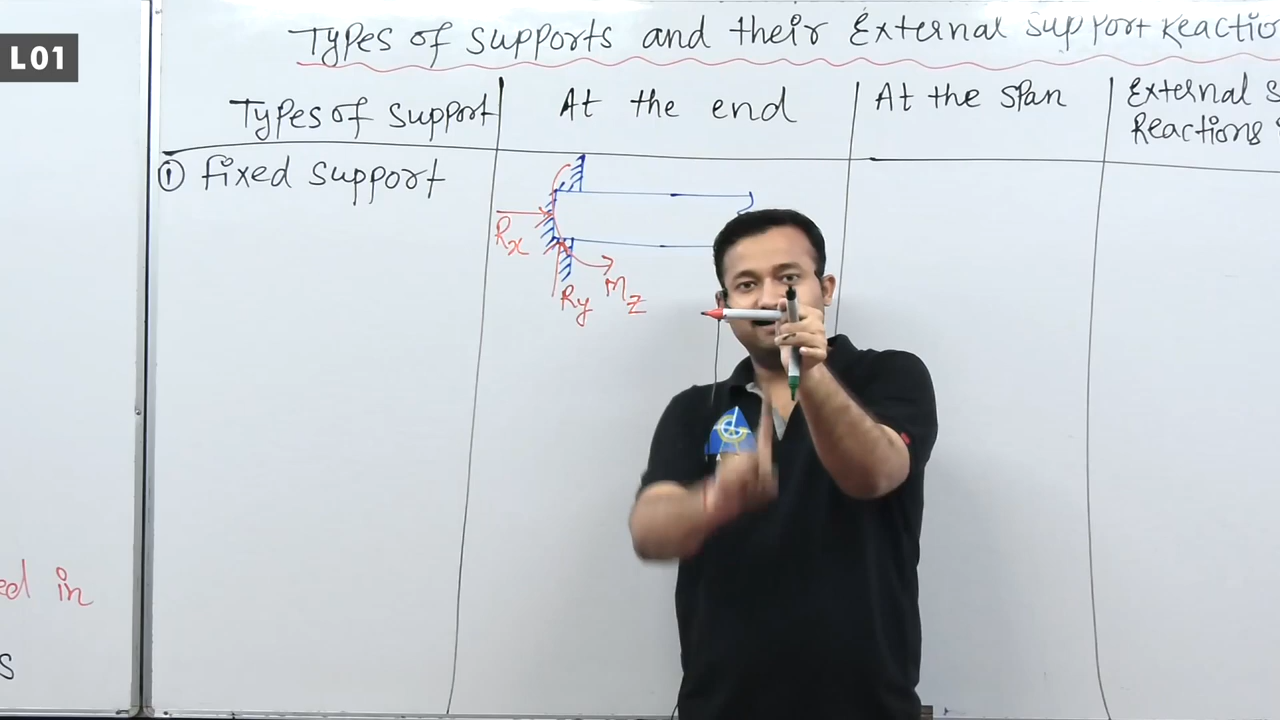 L01
Types of supports and their External Support Reactio
Types of Support
At the end
At the span
External S
Reactions
① fixed support
Rx
Ry
Mz
ed in
s